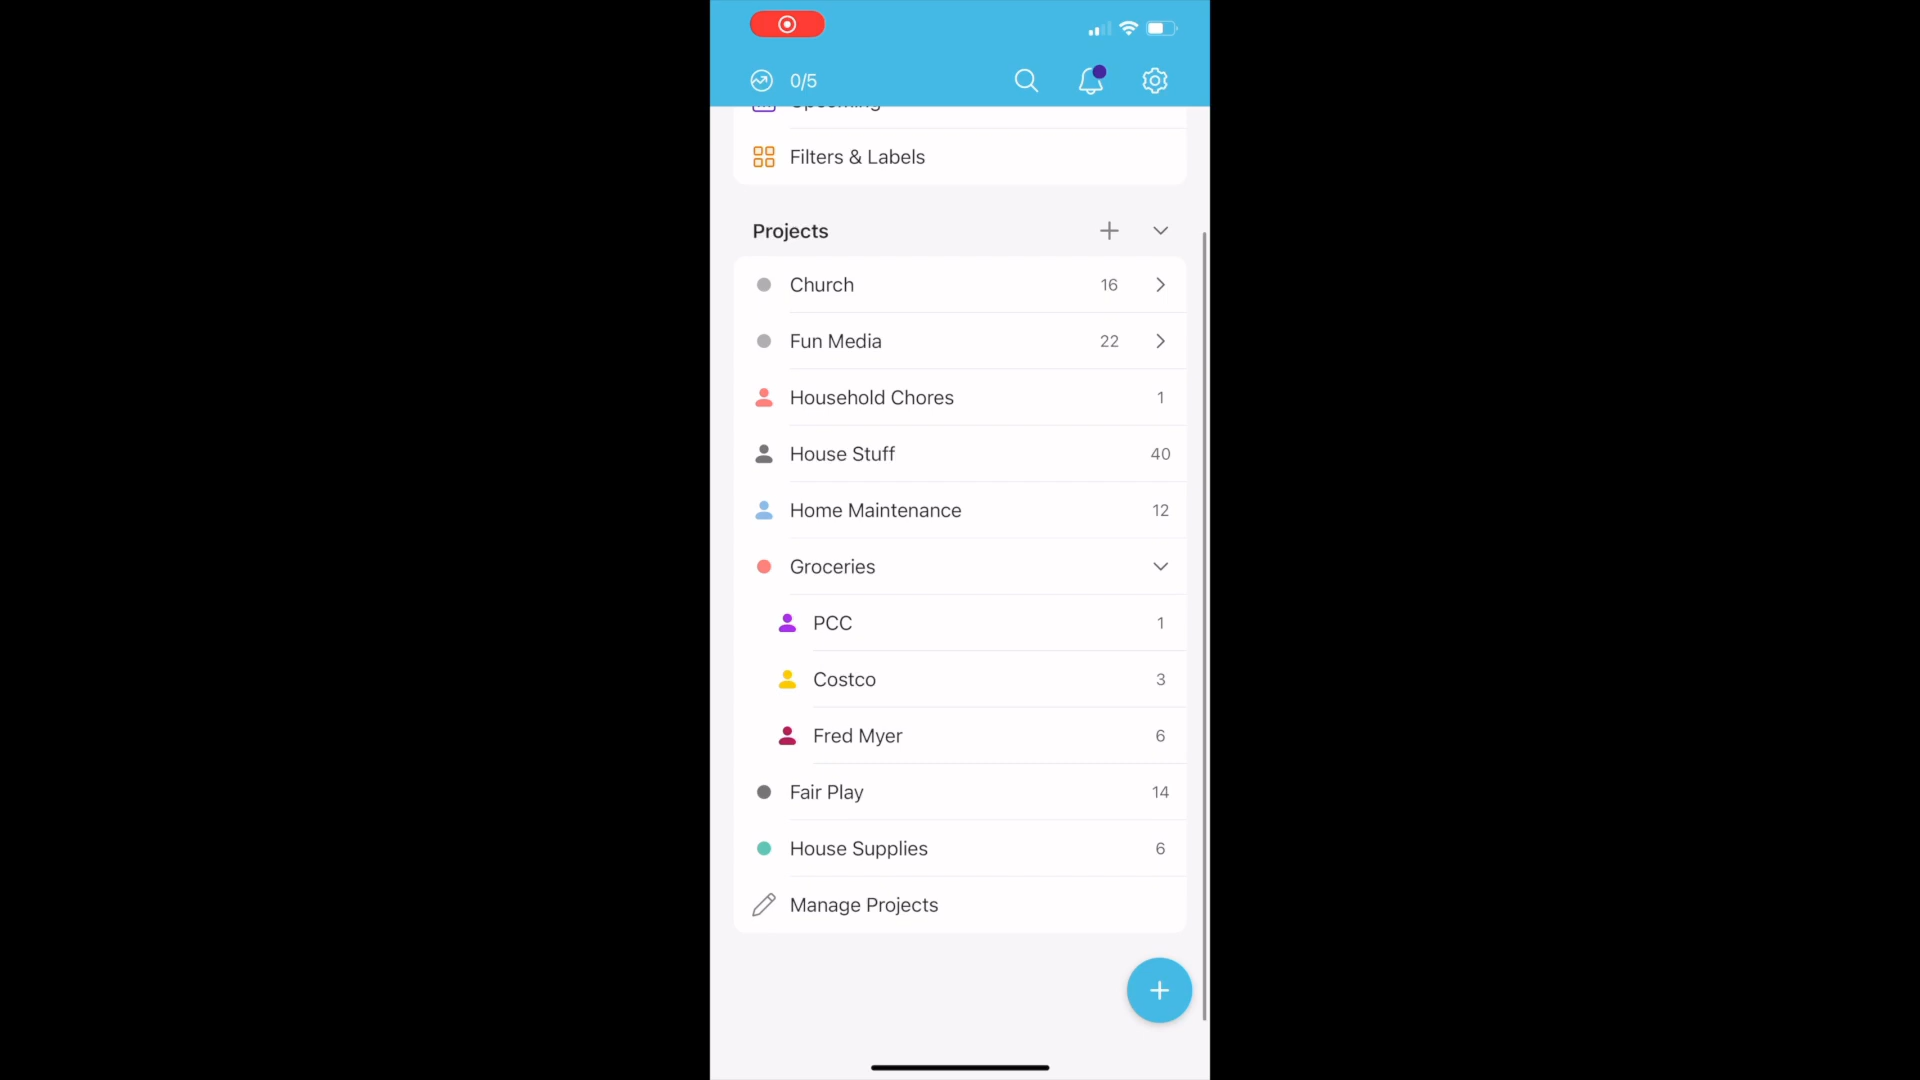 0/5
Upcoming
Filters & Labels
Projects
Church 16
Fun Media 22
Household Chores 1
House Stuff 40
Home Maintenance 12
Groceries
PCC 1
Costco 3
Fred Myer 6
Fair Play 14
House Supplies 6
Manage Projects